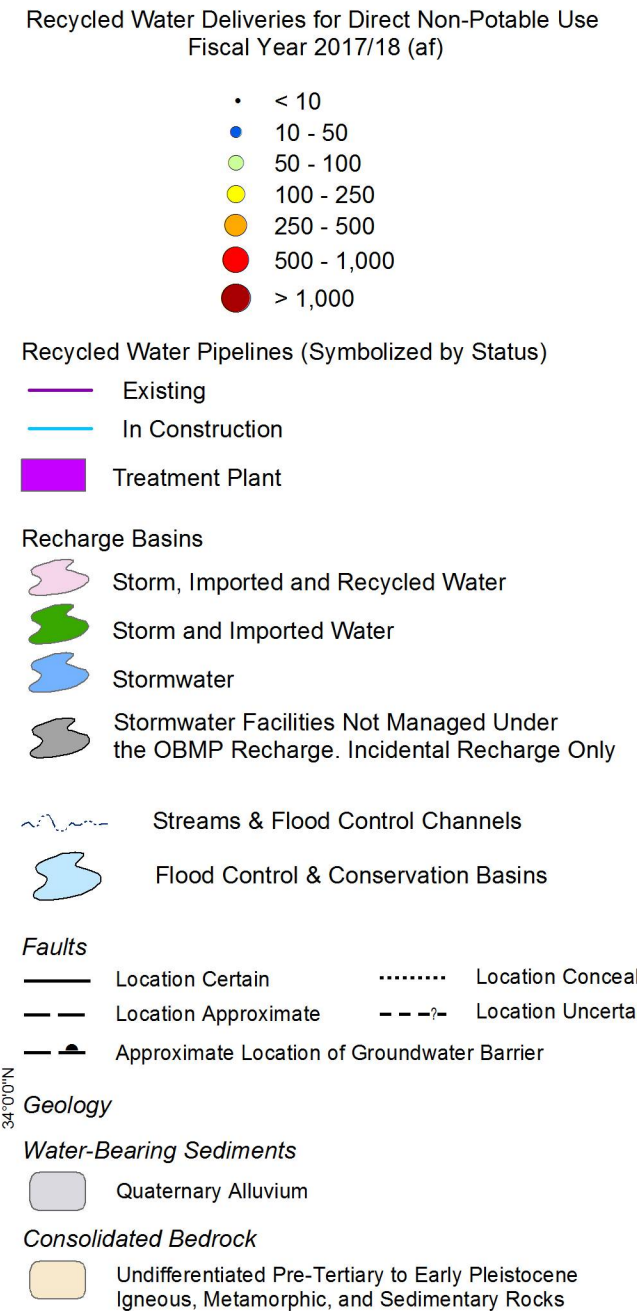 Recycled Water Deliveries for Direct Non-Potable Use
Fiscal Year 2017/18 (af)
< 10
10 - 50
50 - 100
100 - 250
250 - 500
500 - 1,000
> 1,000
Recycled Water Pipelines (Symbolized by Status)
Existing
In Construction
Treatment Plant
Recharge Basins
Storm, Imported and Recycled Water
Storm and Imported Water
Stormwater
Stormwater Facilities Not Managed Under
the OBMP Recharge. Incidental Recharge Only
Streams & Flood Control Channels
Flood Control & Conservation Basins
Faults
Location Certain
Location Conceal
Location Approximate
?
Location Uncerta
Approximate Location of Groundwater Barrier
34°0'0"N
Geology
Water-Bearing Sediments
Quaternary Alluvium
Consolidated Bedrock
Undifferentiated Pre-Tertiary to Early Pleistocene
Igneous, Metamorphic, and Sedimentary Rocks